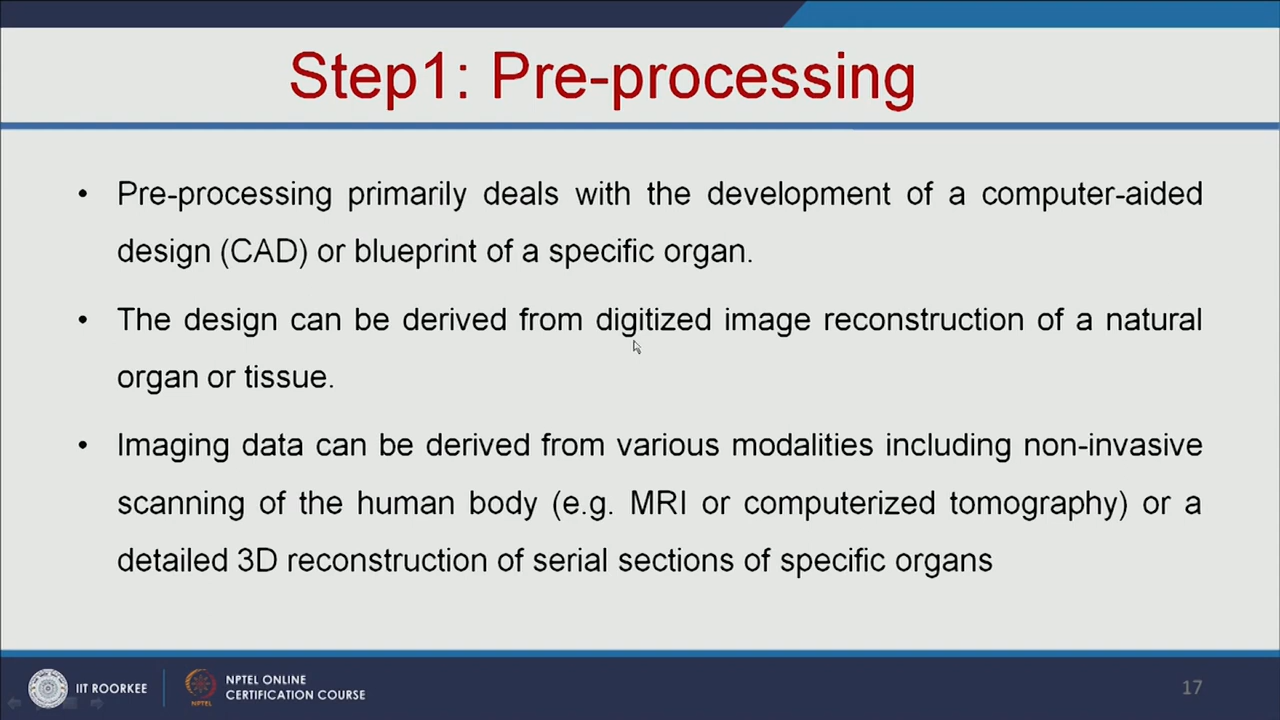 Step1: Pre-processing
• Pre-processing primarily deals with the development of a computer-aided
design (CAD) or blueprint of a specific organ.
• The design can be derived from digitized image reconstruction of a natural
organ or tissue.
• Imaging data can be derived from various modalities including non-invasive
scanning of the human body (e.g. MRI or computerized tomography) or a
detailed 3D reconstruction of serial sections of specific organs
IIT ROORKEE
NPTEL
NPTEL ONLINE
CERTIFICATION COURSE
17